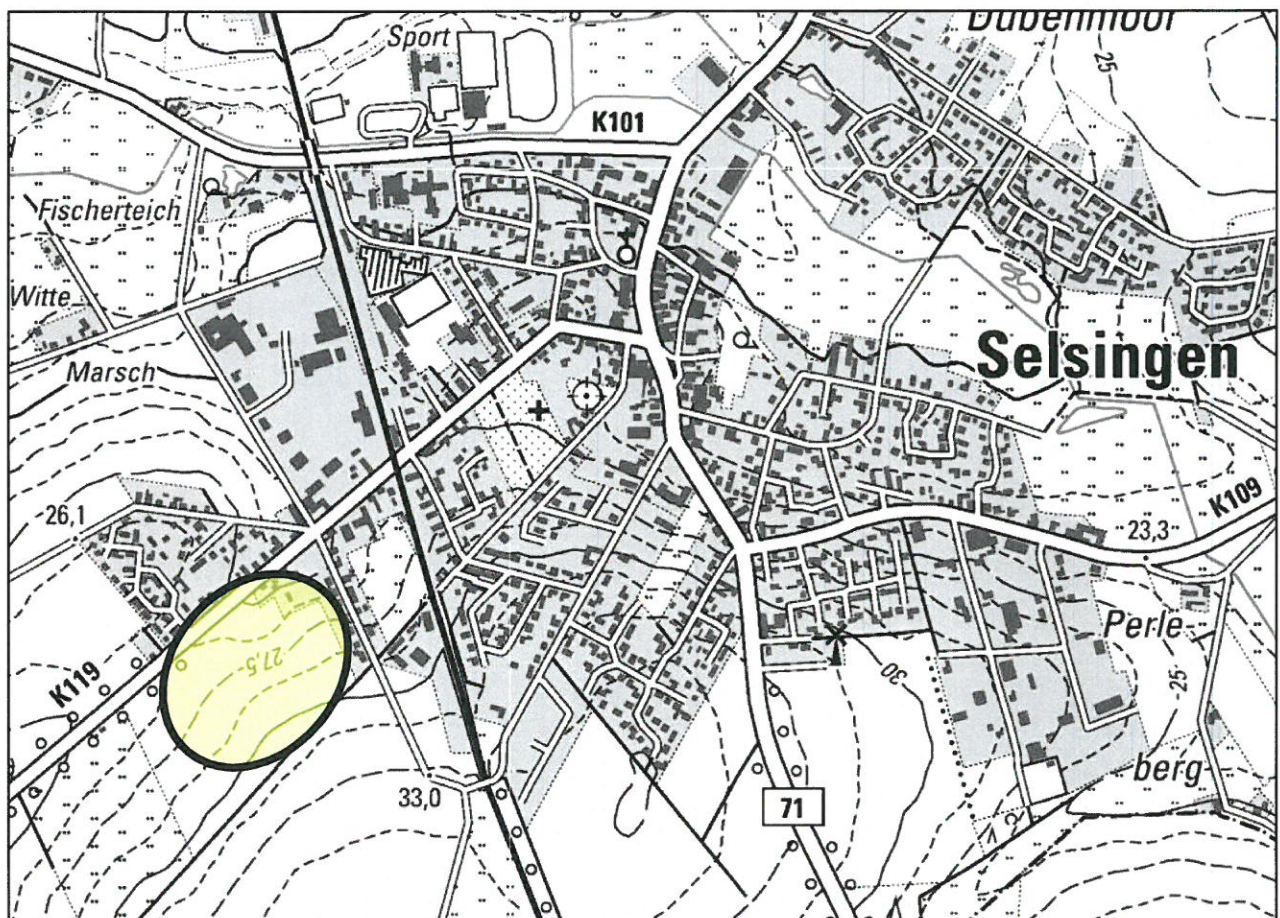 Sport
Dübenmoor
25
K101
Fischerteich
Witte
Selsingen
Marsch
26,1
K109
23,3
27,5
Perle
30
25
K119
berg
33,0
71